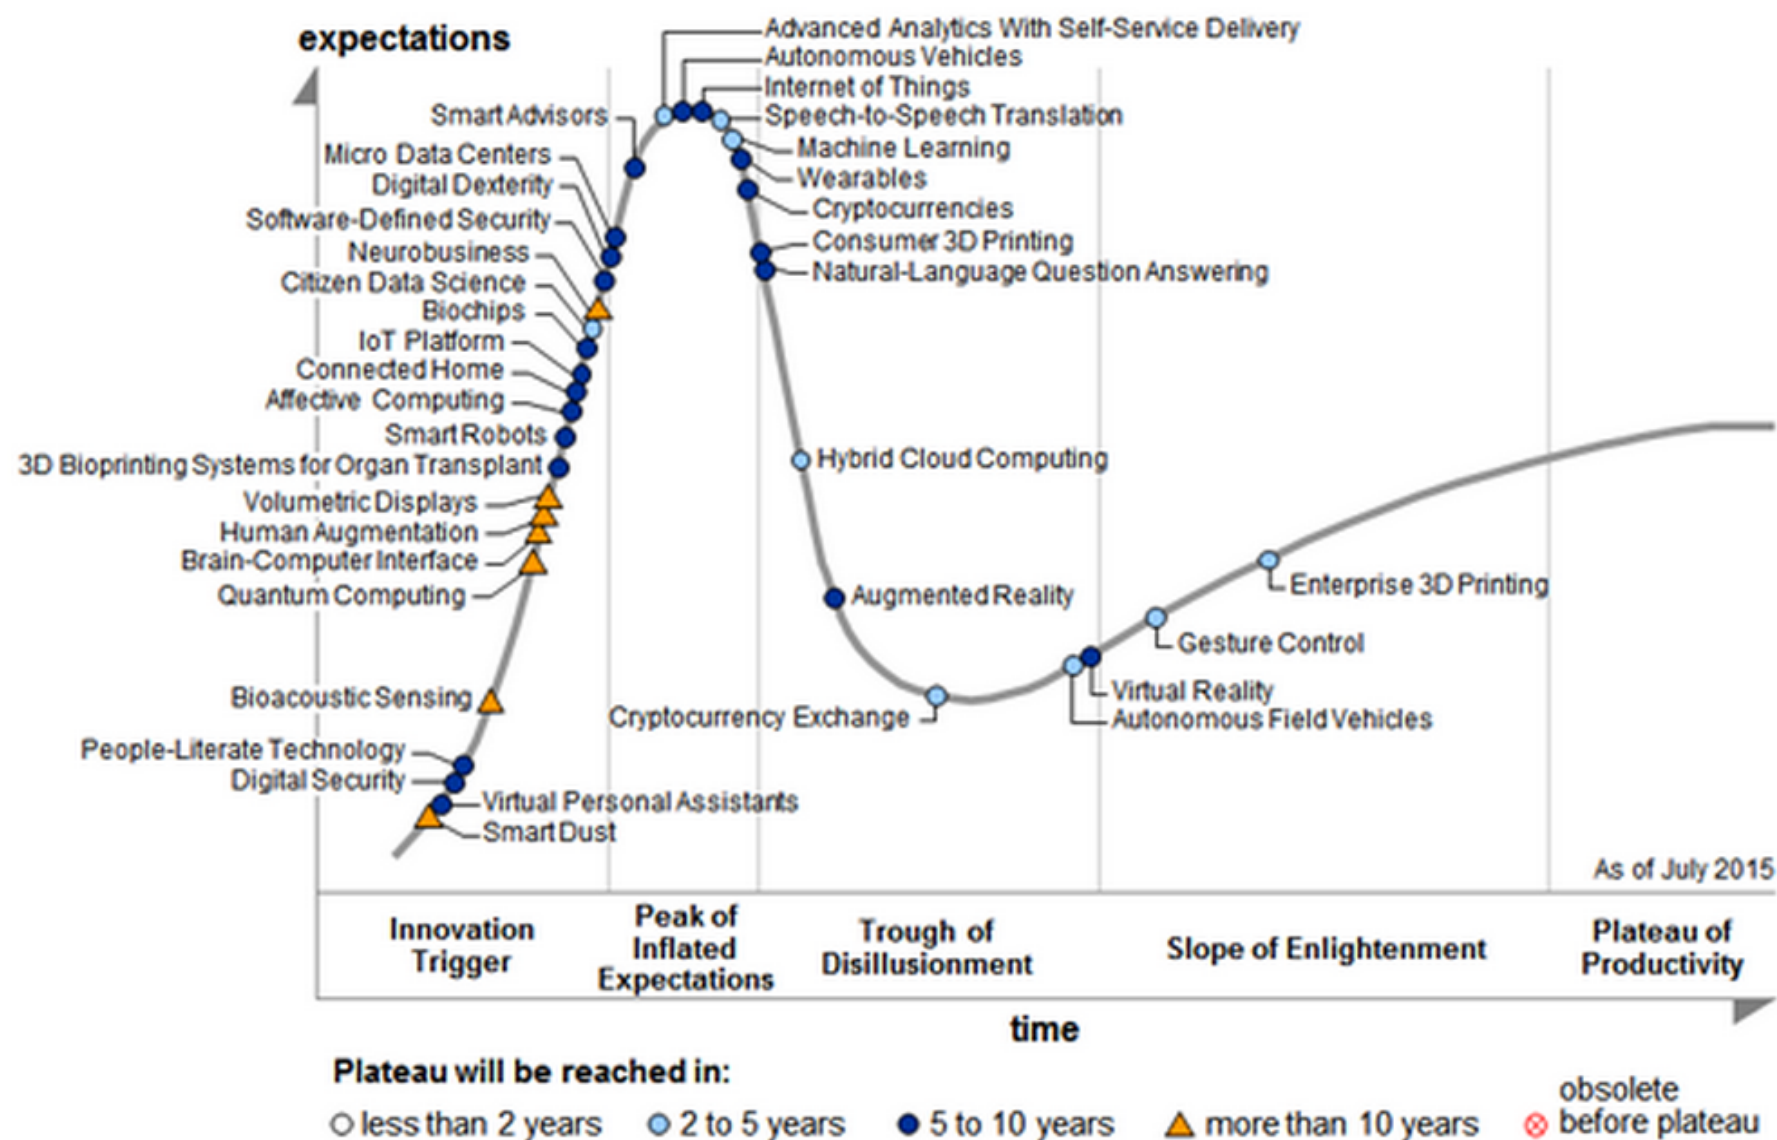 expectations
Advanced Analytics With Self-Service Delivery
Autonomous Vehicles
Internet of Things
Speech-to-Speech Translation
Machine Learning
Wearables
Cryptocurrencies
Consumer 3D Printing
Natural-Language Question Answering
Smart Advisors
Micro Data Centers
Digital Dexterity
Software-Defined Security
Neurobusiness
Citizen Data Science
Biochips
IoT Platform
Connected Home
Affective Computing
Smart Robots
3D Bioprinting Systems for Organ Transplant
Volumetric Displays
Human Augmentation
Brain-Computer Interface
Quantum Computing
Bioacoustic Sensing
People-Literate Technology
Digital Security
Virtual Personal Assistants
Smart Dust
Hybrid Cloud Computing
Augmented Reality
Cryptocurrency Exchange
Enterprise 3D Printing
Gesture Control
Virtual Reality
Autonomous Field Vehicles
As of July 2015
Innovation
Trigger
Peak of
Inflated
Expectations
Trough of
Disillusionment
Slope of Enlightenment
Plateau of
Productivity
time
Plateau will be reached in:
less than 2 years
2 to 5 years
5 to 10 years
more than 10 years
obsolete
before plateau